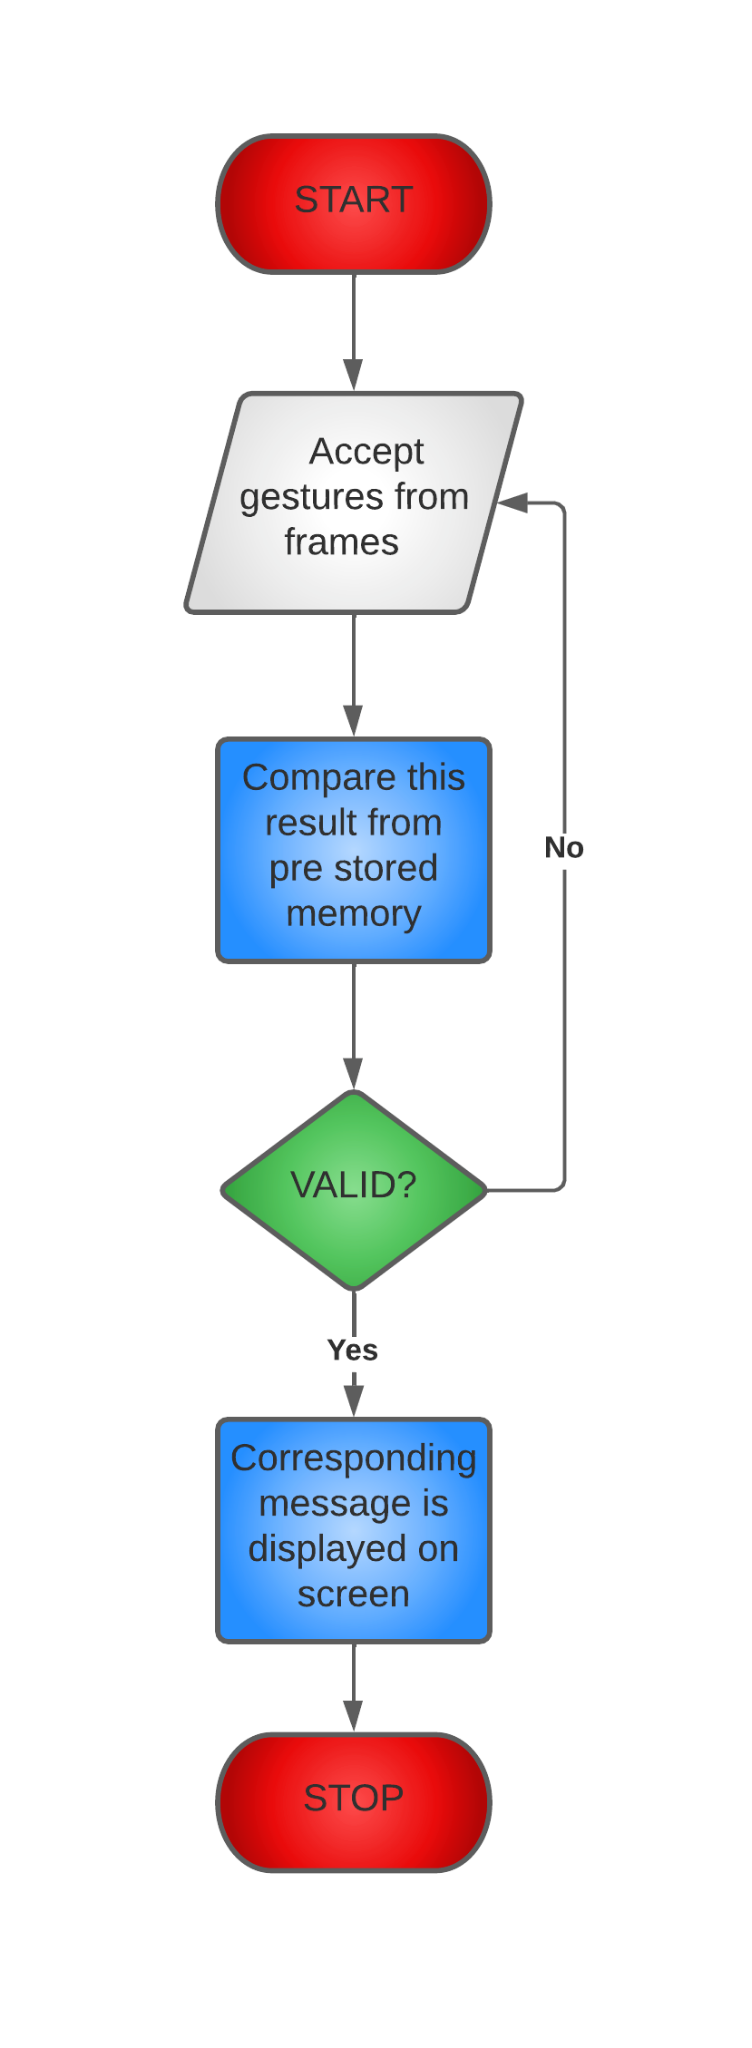 START
Accept
gestures from
frames
Compare this
result from
pre stored
memory
No
VALID?
Yes
Corresponding
message is
displayed on
screen
STOP